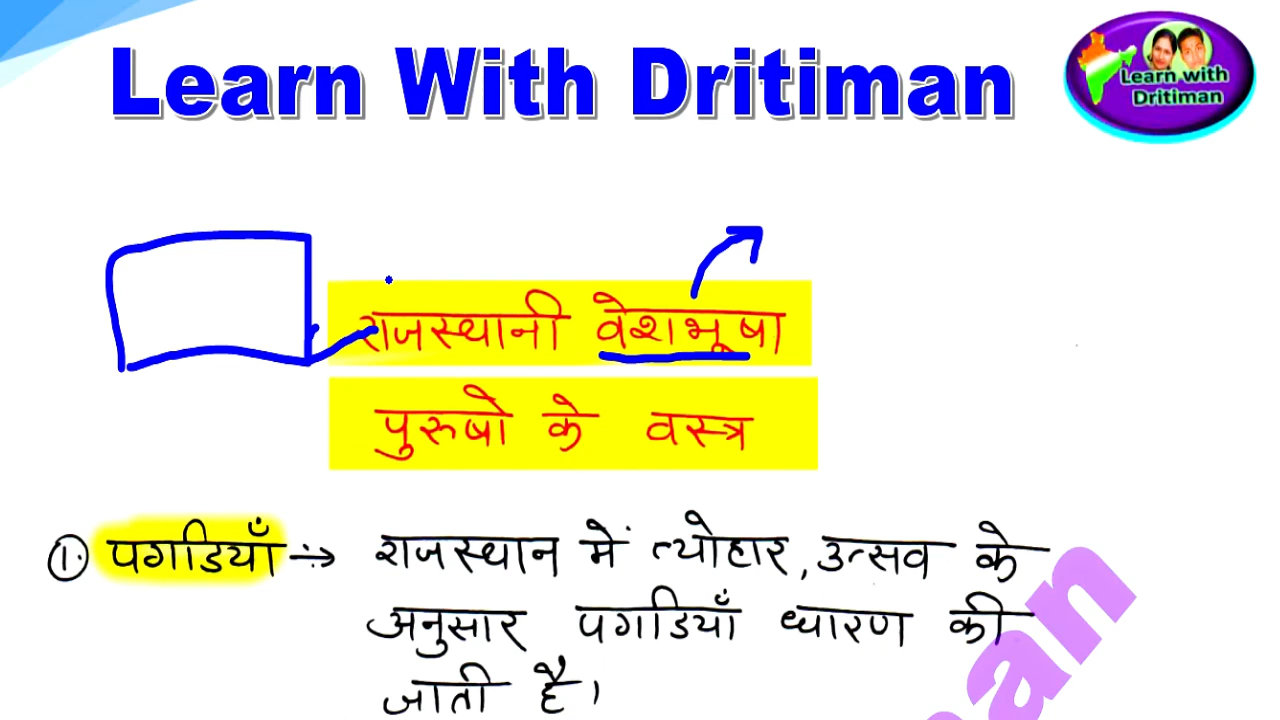 Learn With Dritiman
Learn with
Dritiman
राजस्थानी वेशभूषा
पुरुषो के वस्त्र
1. पगडियाँ → राजस्थान में त्योहार, उत्सव के
अनुसार पगडियाँ धारण की
जाती है।